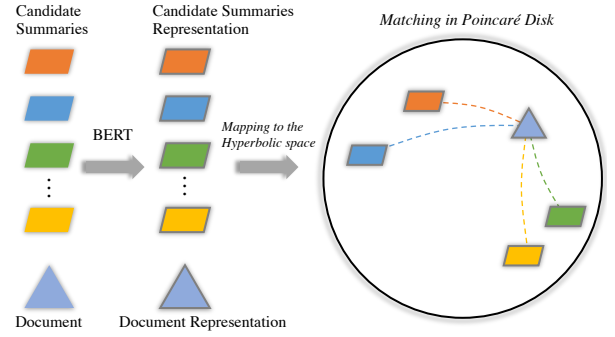 Candidate
Summaries
Candidate Summaries
Representation
Matching in Poincaré Disk
BERT
Mapping to the
Hyperbolic space
Document
Document Representation